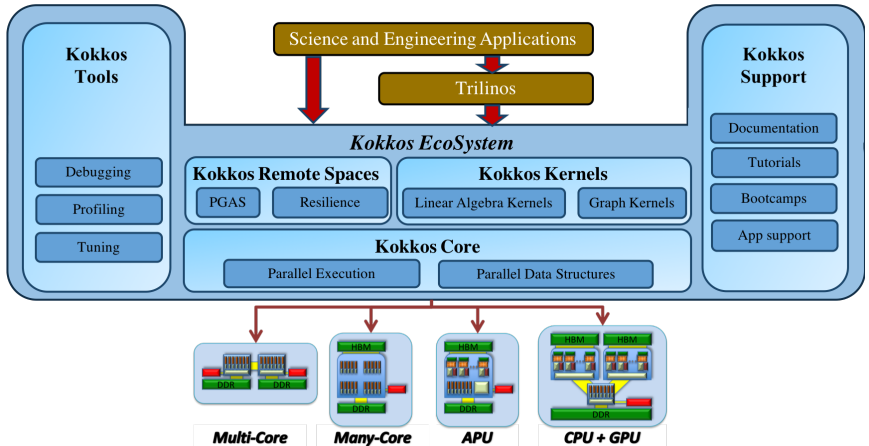 Kokkos
Tools
Debugging
Profiling
Tuning
Science and Engineering Applications
Trilinos
Kokkos EcoSystem
Kokkos Remote Spaces
PGAS
Resilience
Kokkos Kernels
Linear Algebra Kernels
Graph Kernels
Kokkos Core
Parallel Execution
Parallel Data Structures
Kokkos
Support
Documentation
Tutorials
Bootcamps
App support
DDR
DDR
Multi-Core
HBM
DDR
Many-Core
HBM
DDR
APU
HBM
HBM
DDR
CPU + GPU